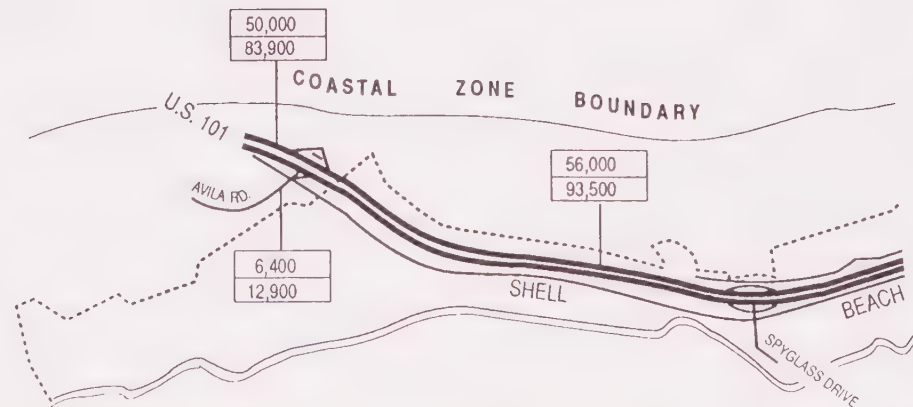 50,000
83,900
COASTAL ZONE BOUNDARY
U.S. 101
56,000
93,500
AVILA RD.
6,400
12,900
SHELL BEACH
SPYGLASS DRIVE